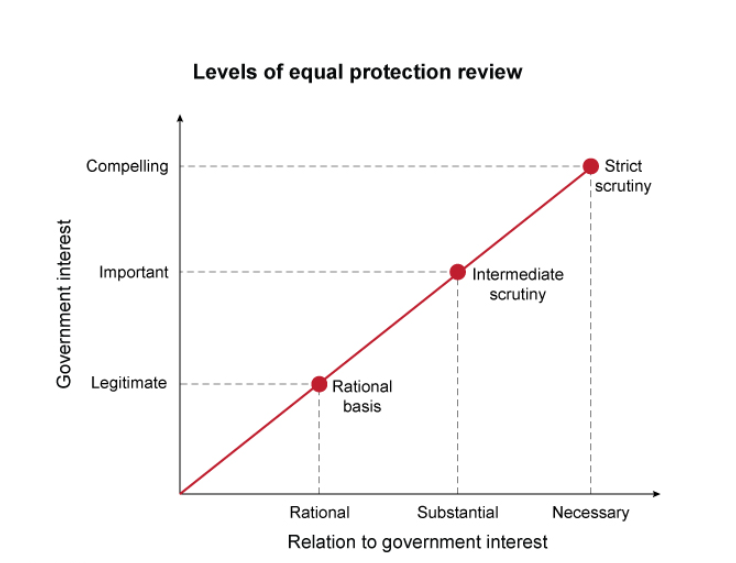 Levels of equal protection review
Government interest
Compelling
Important
Legitimate
Strict
scrutiny
Intermediate
scrutiny
Rational
basis
Rational
Substantial
Necessary
Relation to government interest